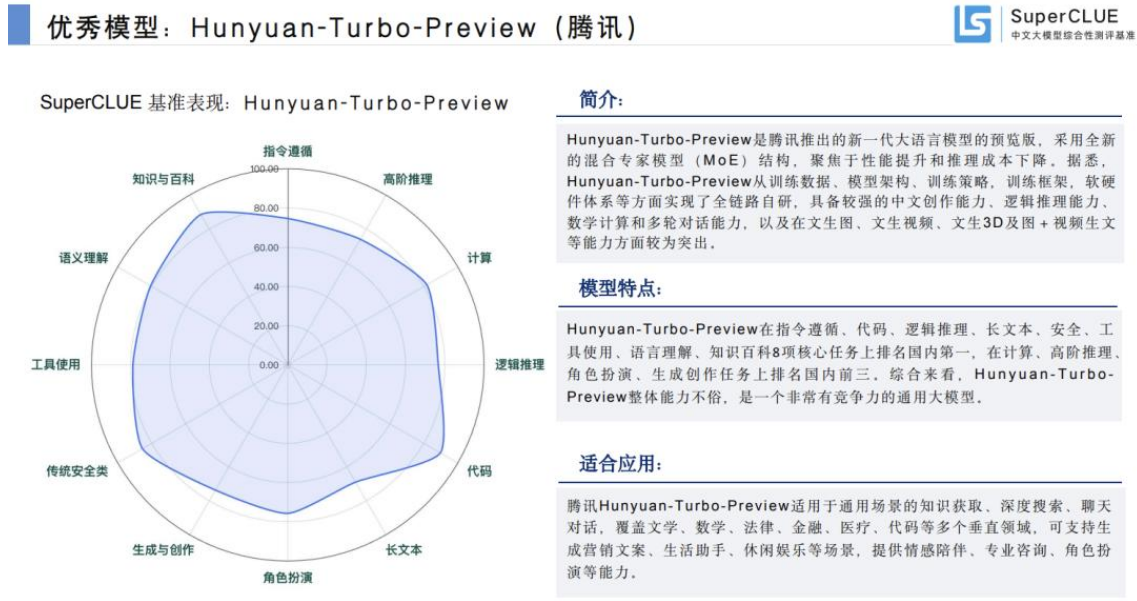 优秀模型：Hunyuan-Turbo-Preview（腾讯）
SuperCLUE
中文大模型综合性测评基准
SuperCLUE 基准表现：Hunyuan-Turbo-Preview
指令遵循
高阶推理
计算
逻辑推理
代码
长文本
角色扮演
生成与创作
传统安全类
工具使用
语义理解
知识与百科
100.00
80.00
60.00
40.00
20.00
0.00
简介：
Hunyuan-Turbo-Preview是腾讯推出的新一代大语言模型的预览版，采用全新
的混合专家模型（MoE）结构，聚焦于性能提升和推理成本下降。据悉，
Hunyuan-Turbo-Preview从训练数据、模型架构、训练策略，训练框架，软硬
件体系等方面实现了全链路自研，具备较强的中文创作能力、逻辑推理能力、
数学计算和多轮对话能力，以及在文生图、文生视频、文生3D及图＋视频生文
等能力方面较为突出。
模型特点：
Hunyuan-Turbo-Preview在指令遵循、代码、逻辑推理、长文本、安全、工
具使用、语言理解、知识百科8项核心任务上排名国内第一，在计算、高阶推理、
角色扮演、生成创作任务上排名国内前三。综合来看，Hunyuan-Turbo-
Preview整体能力不俗，是一个非常有竞争力的通用大模型。
适合应用：
腾讯Hunyuan-Turbo-Preview适用于通用场景的知识获取、深度搜索、聊天
对话，覆盖文学、数学、法律、金融、医疗、代码等多个垂直领域，可支持生
成营销文案、生活助手、休闲娱乐等场景，提供情感陪伴、专业咨询、角色扮
演等能力。